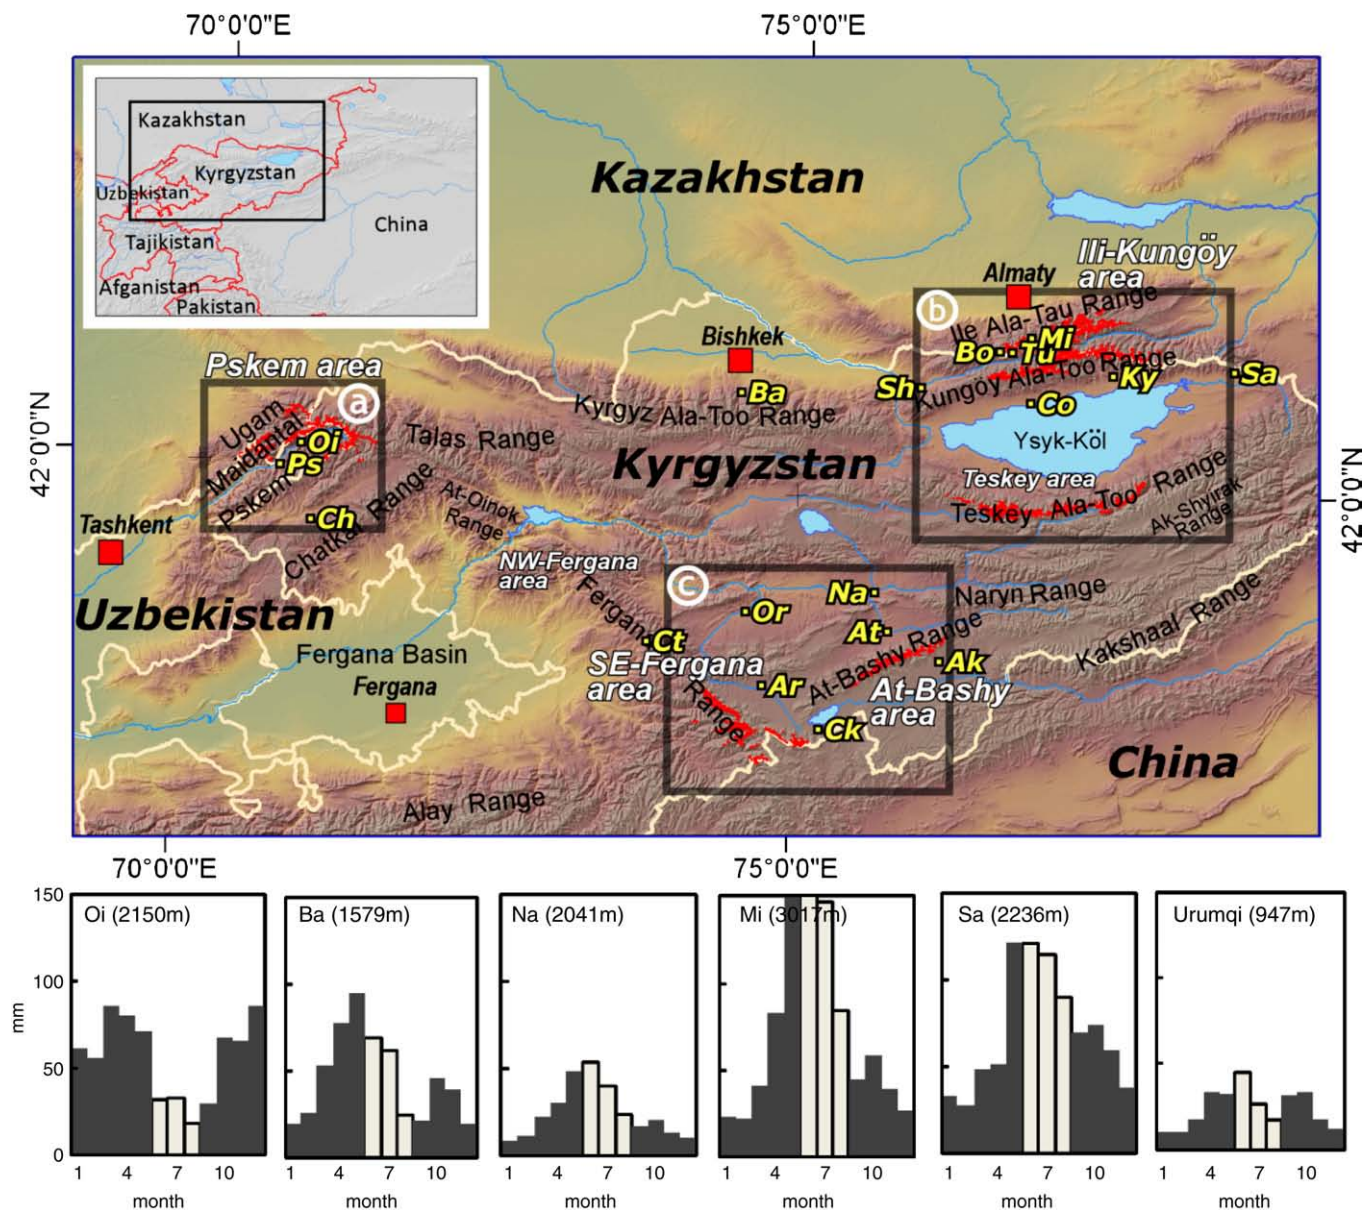 70°0'0"E
75°0'0"E
Kazakhstan
Kyrgyzstan
Uzbekistan
China
Tajikistan
Afghanistan
Pakistan
Kazakhstan
Ili-Kungöy
area
Almaty
b
Ile Ala-Tau Range
Bishkek
Mi
Bo
Tu
Pskem area
Kungöy Ala-Too Range
Ky
Sa
Sh
Ba
a
Co
Kyrgyz Ala-Too Range
Ugam
Talas Range
Ysyk-Köl
42°0'0"N
Oi
Maidantal
Ps
Kyrgyzstan
Teskey area
42°0'0"N
Pskem
At-Oinok
Range
Teskey Ala-Too Range
Ak-Shyirak
Range
Ch
Tashkent
Chatkal Range
NW-Fergana
area
c
Na
Naryn Range
Uzbekistan
Fergana
Range
Or
At
Kakshaal Range
Ct
Fergana Basin
SE-Fergana
area
At-Bashy Range
Ak
Fergana
Ar
At-Bashy
area
Ck
China
Alay Range
70°0'0"E
75°0'0"E
150
100
50
0
mm
Oi (2150m)
Ba (1579m)
Na (2041m)
Mi (3017m)
Sa (2236m)
Urumqi (947m)
1 4 7 10
1 4 7 10
1 4 7 10
1 4 7 10
1 4 7 10
1 4 7 10
month
month
month
month
month
month